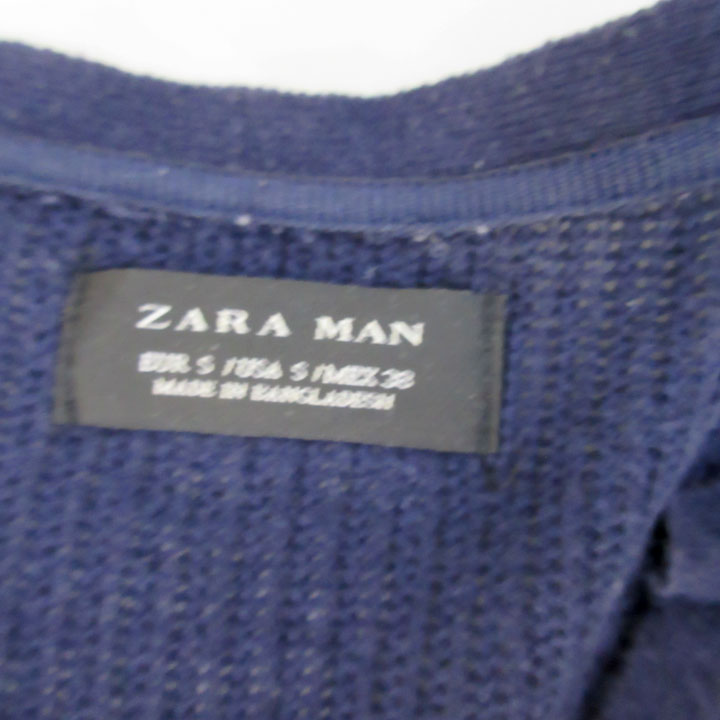 ZARA MAN
EUR S / USA S / MEX 38
MADE IN BANGLADESH